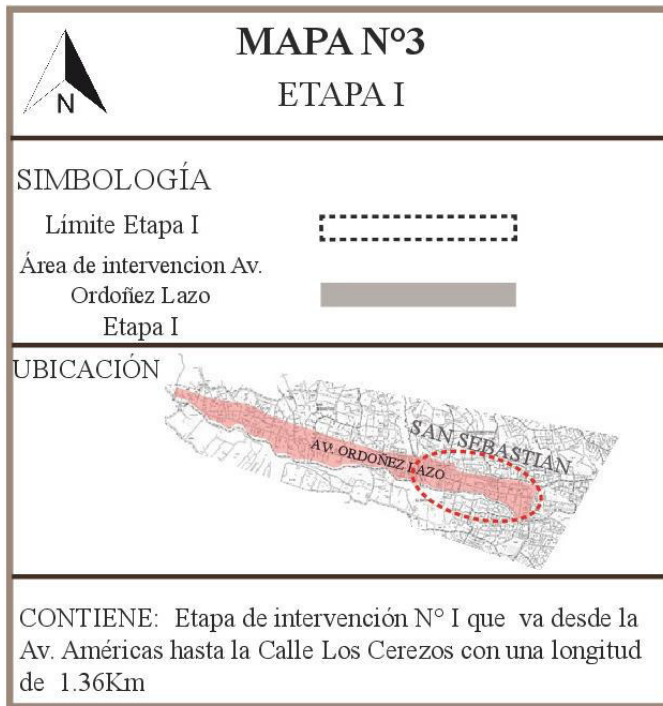 N
MAPA N°3
ETAPA I
SIMBOLOGÍA
Límite Etapa I
Área de intervencion Av.
Ordoñez Lazo
Etapa I
UBICACIÓN
SAN SEBASTIAN
AV. ORDOÑEZ LAZO
CONTIENE: Etapa de intervención N° I que va desde la
Av. Américas hasta la Calle Los Cerezos con una longitud
de 1.36Km